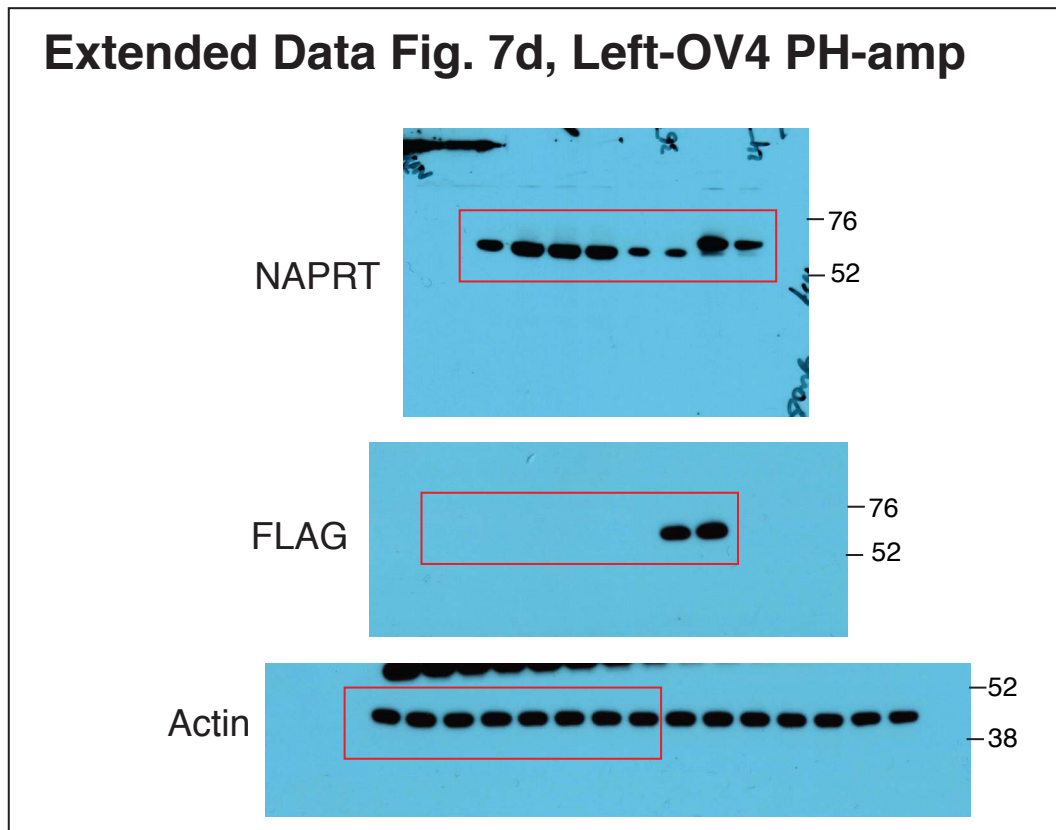 Extended Data Fig. 7d, Left-OV4 PH-amp
NAPRT
76
52
FLAG
76
52
Actin
52
38